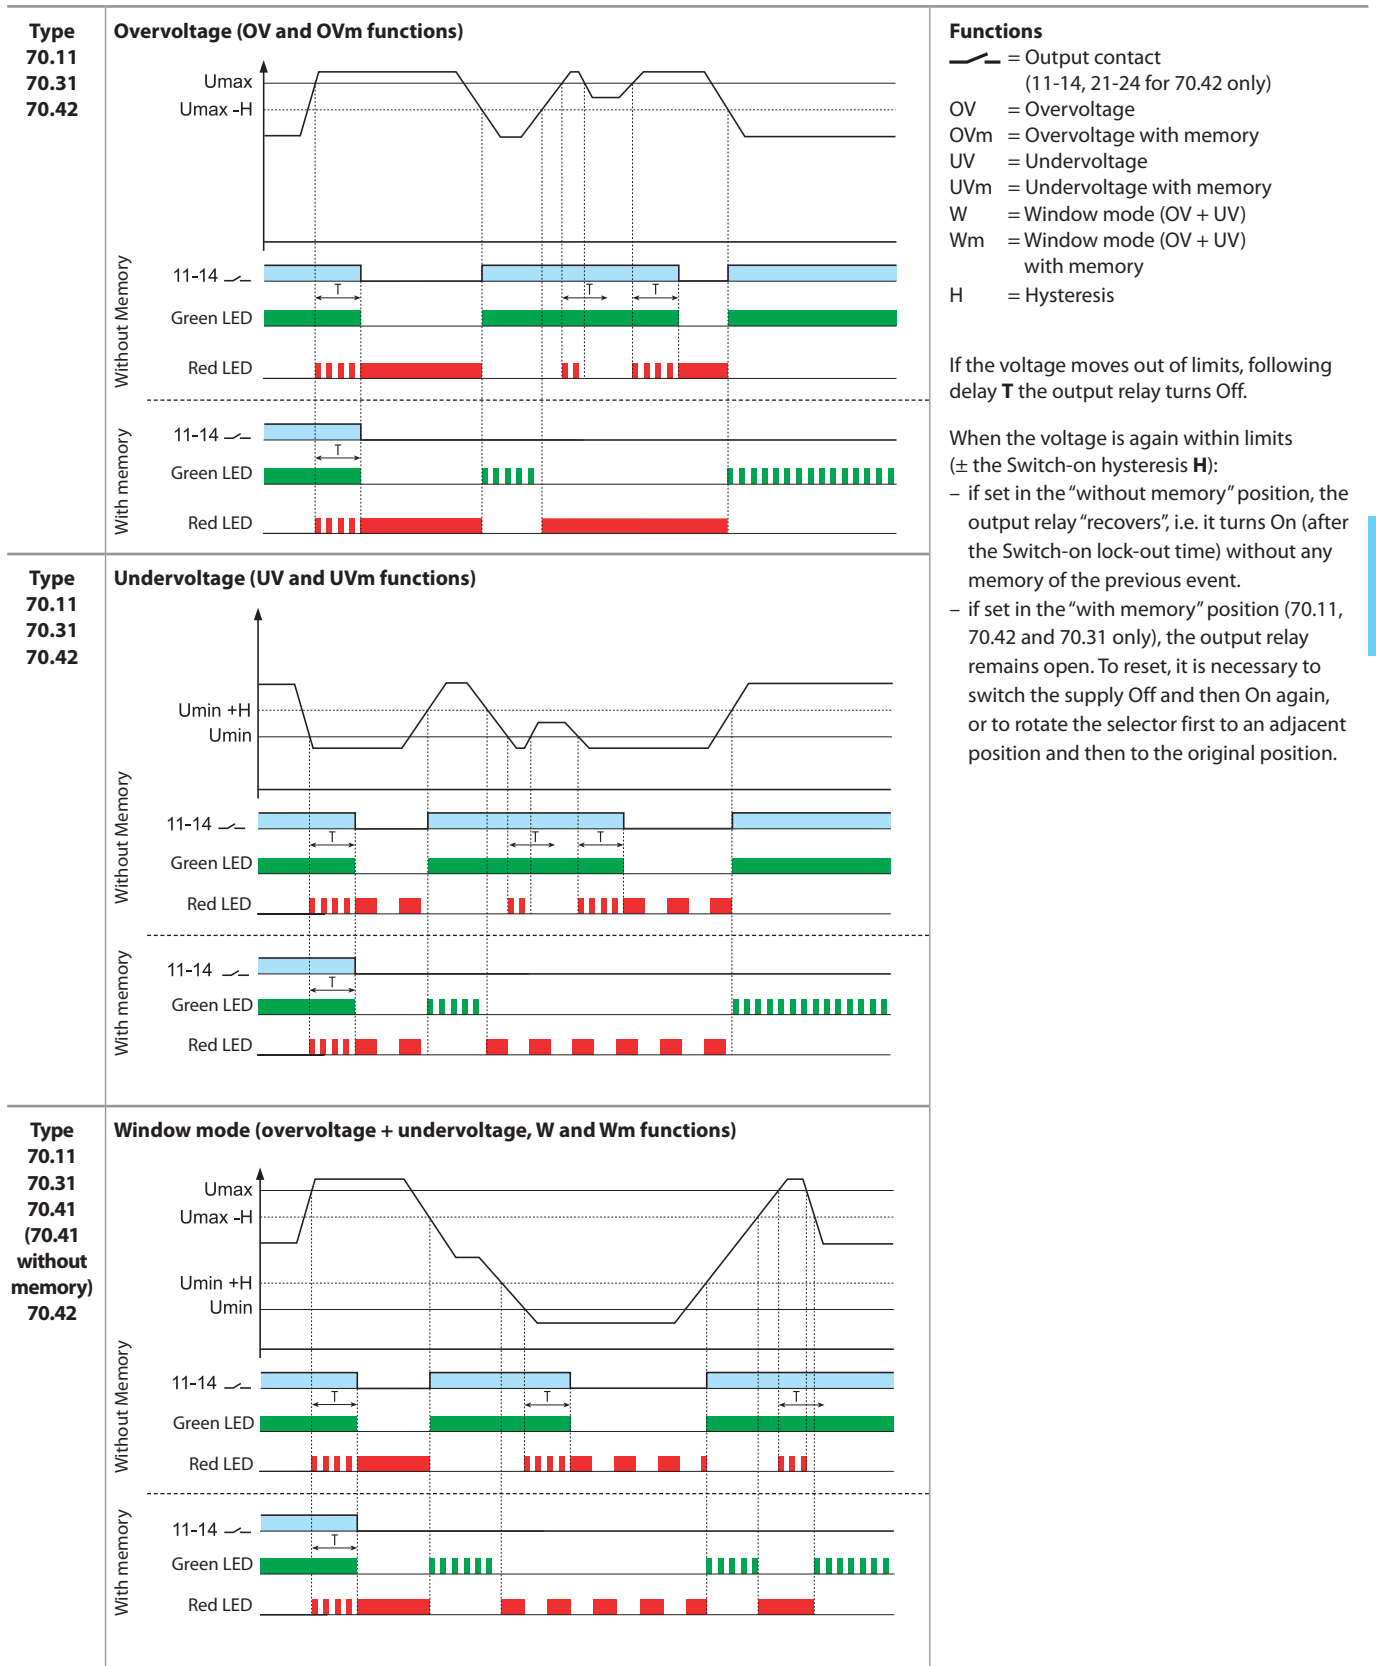 Type
70.11
70.31
70.42
Overvoltage (OV and OVm functions)
Umax
Umax -H
Without Memory
11-14
T
T
T
Green LED
Red LED
With memory
11-14
T
Green LED
Red LED
Type
70.11
70.31
70.42
Undervoltage (UV and UVm functions)
Umin +H
Umin
Without Memory
11-14
T
T
T
Green LED
Red LED
With memory
11-14
T
Green LED
Red LED
Type
70.11
70.31
70.41
(70.41
without
memory)
70.42
Window mode (overvoltage + undervoltage, W and Wm functions)
Umax
Umax -H
Umin +H
Umin
Without Memory
11-14
T
T
T
Green LED
Red LED
With memory
11-14
T
Green LED
Red LED
Functions
= Output contact
(11-14, 21-24 for 70.42 only)
OV = Overvoltage
OVm = Overvoltage with memory
UV = Undervoltage
UVm = Undervoltage with memory
W = Window mode (OV + UV)
Wm = Window mode (OV + UV)
with memory
H = Hysteresis
If the voltage moves out of limits, following
delay T the output relay turns Off.
When the voltage is again within limits
(± the Switch-on hysteresis H):
– if set in the “without memory” position, the
output relay “recovers”, i.e. it turns On (after
the Switch-on lock-out time) without any
memory of the previous event.
– if set in the “with memory” position (70.11,
70.42 and 70.31 only), the output relay
remains open. To reset, it is necessary to
switch the supply Off and then On again,
or to rotate the selector first to an adjacent
position and then to the original position.